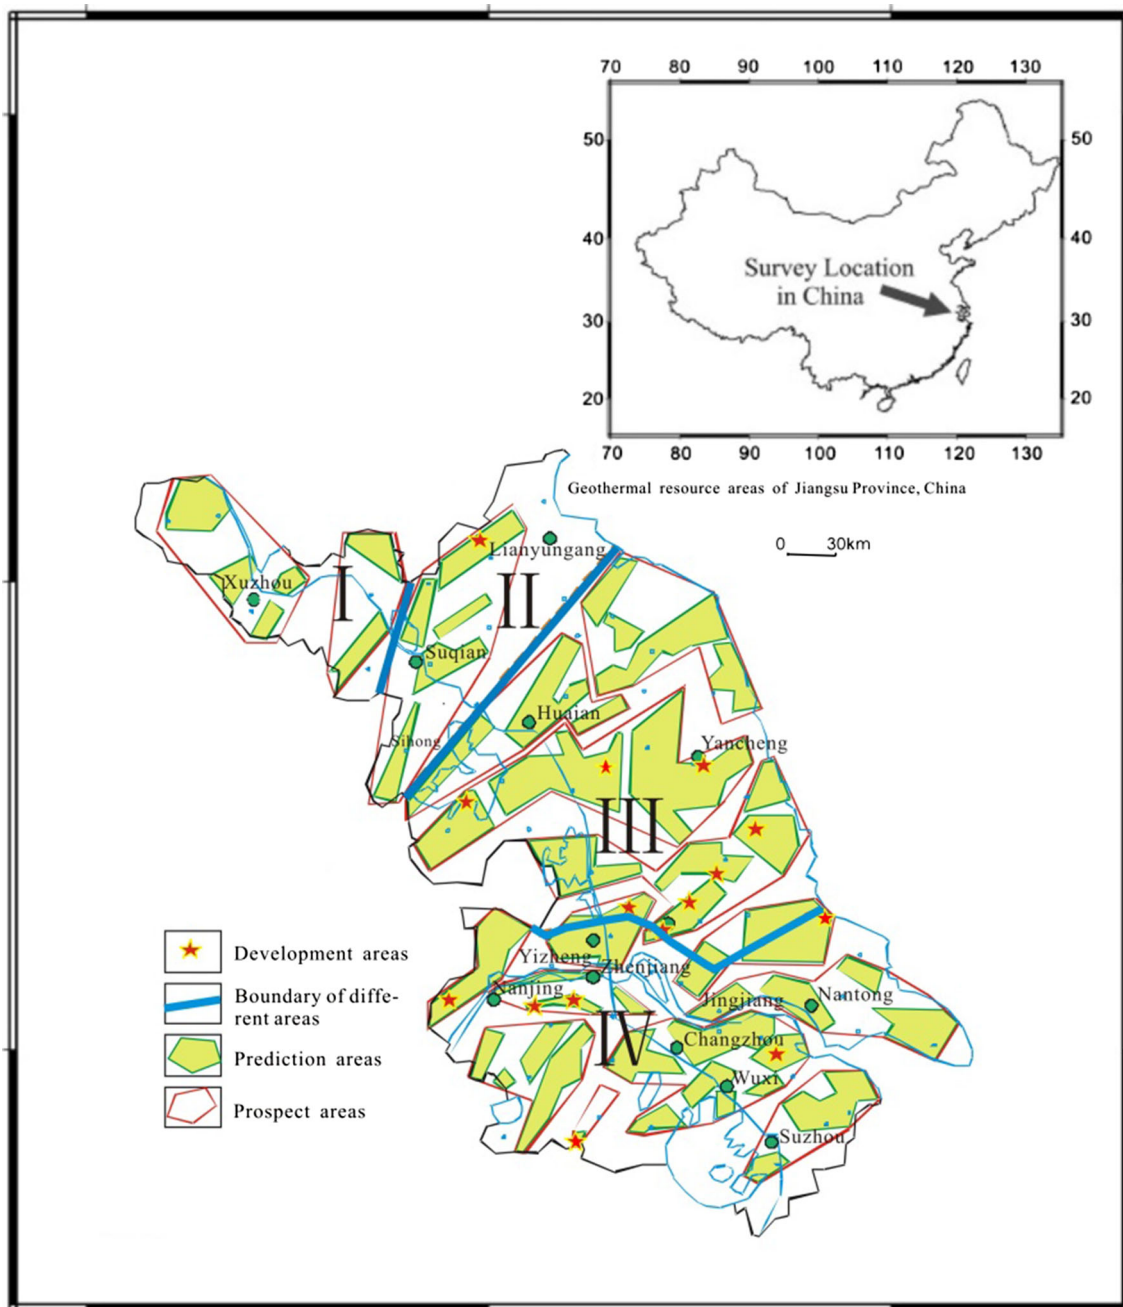 70 80 90 100 110 120 130
50 50
40 40
Survey Location
in China
30 30
20 20
70 80 90 100 110 120 130
Geothermal resource areas of Jiangsu Province, China
0 30km
Lianyungang
Xuzhou
I
II
Suqian
Huaian
Sihong
Yancheng
III
Development areas
Boundary of diffe-
rent areas
Prediction areas
Prospect areas
Yizheng
Zhenjiang
Nanjing
Jingjiang
Nantong
IV
Changzhou
Wuxi
Suzhou